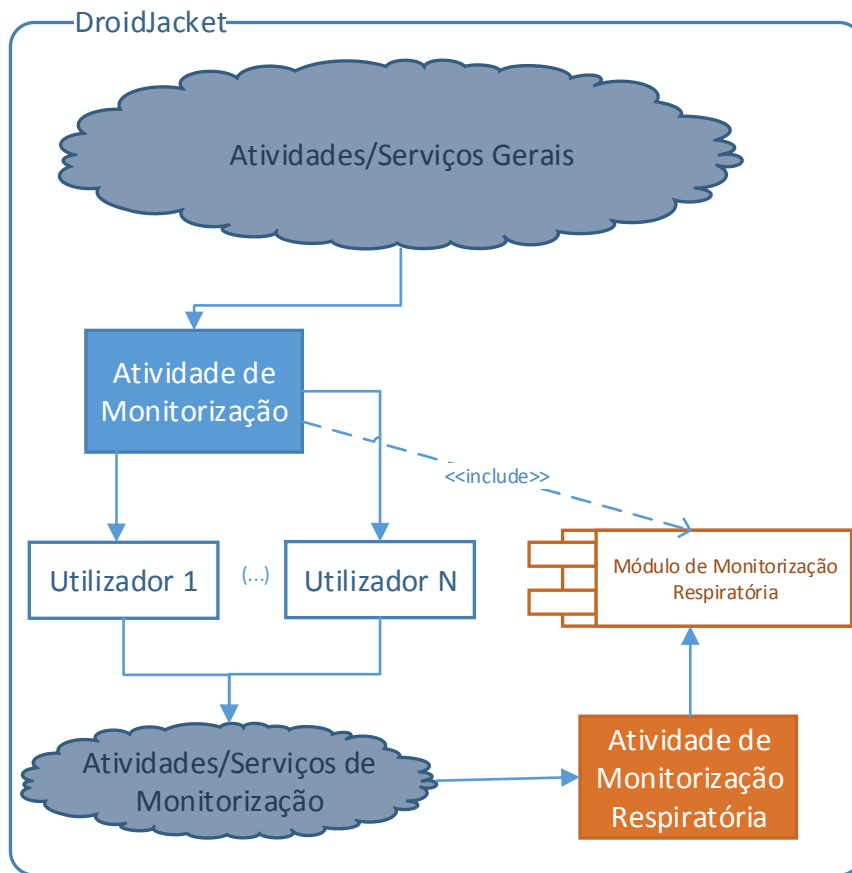 DroidJacket
Atividades/Serviços Gerais
Atividade de
Monitorização
<<include>>
Utilizador 1
(...)
Utilizador N
Módulo de Monitorização
Respiratória
Atividades/Serviços de
Monitorização
Atividade de
Monitorização
Respiratória